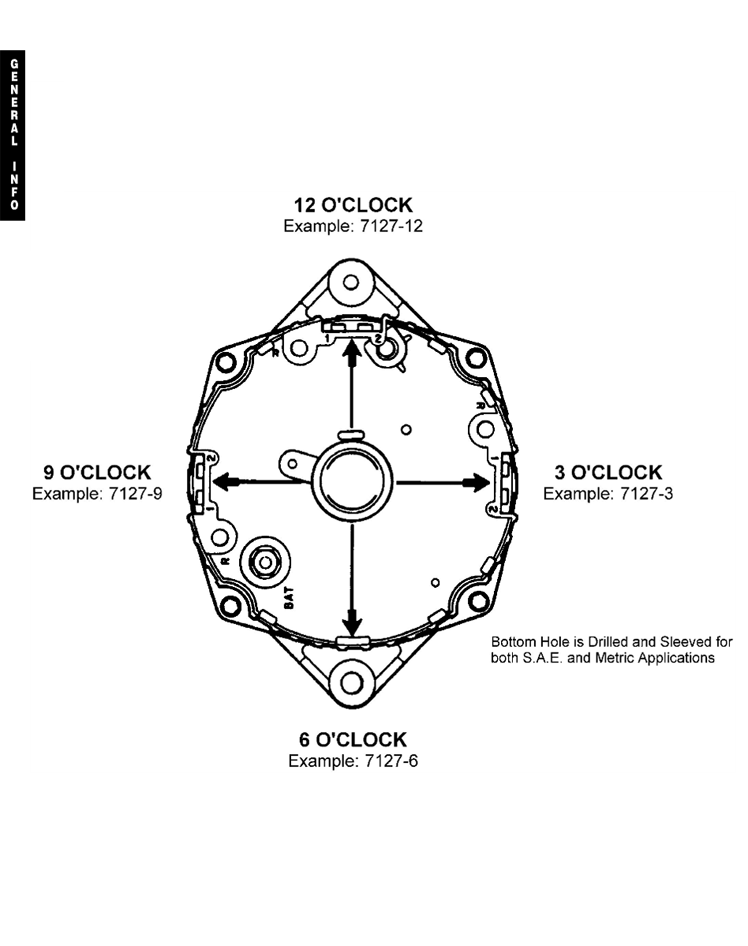 GENERAL INFO
12 O'CLOCK
Example: 7127-12
1 2
R
R
9 O'CLOCK
Example: 7127-9
2
1
1
2
3 O'CLOCK
Example: 7127-3
R
BAT
Bottom Hole is Drilled and Sleeved for
both S.A.E. and Metric Applications
6 O'CLOCK
Example: 7127-6